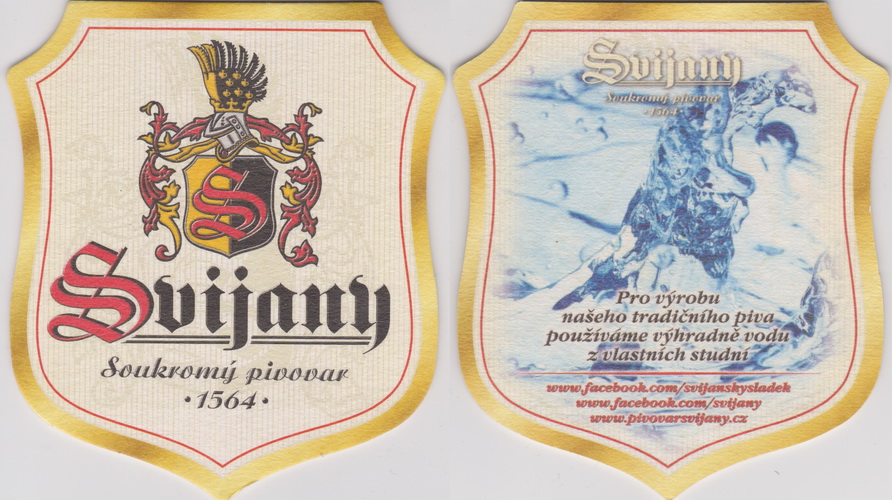 S
Svijany
Soukromý pivovar
·1564·
Svijany
Soukromý pivovar
·1564·
Pro výrobu
našeho tradičního piva
používáme výhradně vodu
z vlastních studní
www.facebook.com/svijanskysladek
www.facebook.com/svijany
www.pivovarsvijany.cz